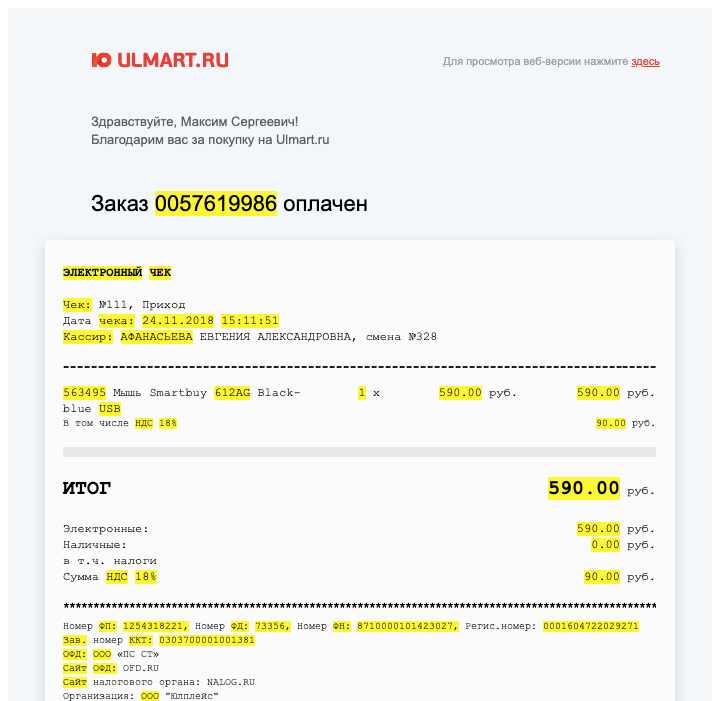 ULMART.RU
Для просмотра веб-версии нажмите здесь
Здравствуйте, Максим Сергеевич!
Благодарим вас за покупку на Ulmart.ru
Заказ 0057619986 оплачен
ЭЛЕКТРОННЫЙ ЧЕК
Чек: №111, Приход
Дата чека: 24.11.2018 15:11:51
Кассир: АФАНАСЬЕВА ЕВГЕНИЯ АЛЕКСАНДРОВНА, смена №328
563495 Мышь Smartbuy 612AG Black- 1 x 590.00 руб. 590.00 руб.
blue USB
В том числе НДС 18% 90.00 руб.
ИТОГ 590.00 руб.
Электронные: 590.00 руб.
Наличные: 0.00 руб.
в т.ч. налоги
Сумма НДС 18% 90.00 руб.
Номер ФП: 1254318221, Номер ФД: 73356, Номер ФН: 8710000101423027, Регис.номер: 0001604722029271
Зав. номер ККТ: 0303700001001381
ОФД: ООО «ПС СТ»
Сайт ОФД: OFD.RU
Сайт налогового органа: NALOG.RU
Организация: ООО "Юлплейс"